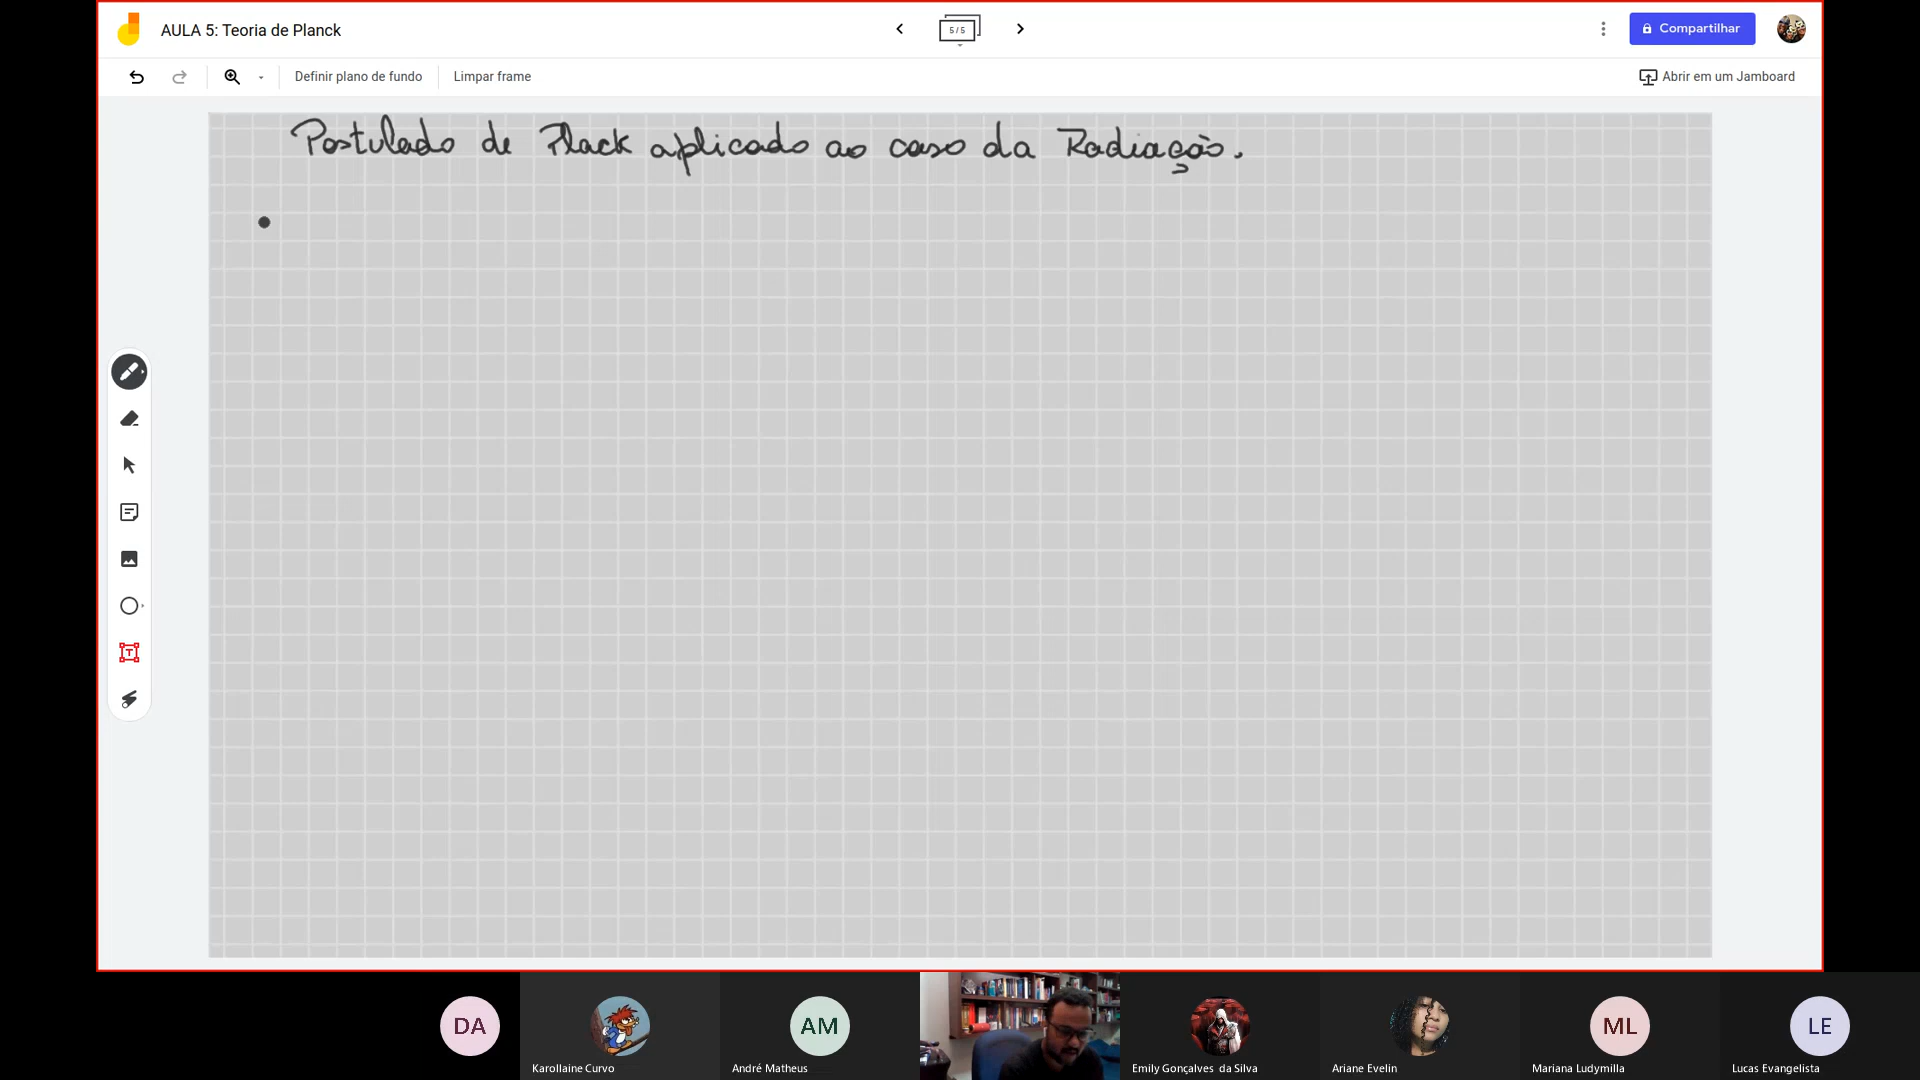 AULA 5: Teoria de Planck
5/5
Compartilhar
Definir plano de fundo
Limpar frame
Abrir em um Jamboard
Postulado de Plack aplicado ao caso da Radiação.
T
DA
AM
ML
LE
Karollaine Curvo
André Matheus
Emily Gonçalves da Silva
Ariane Evelin
Mariana Ludymilla
Lucas Evangelista